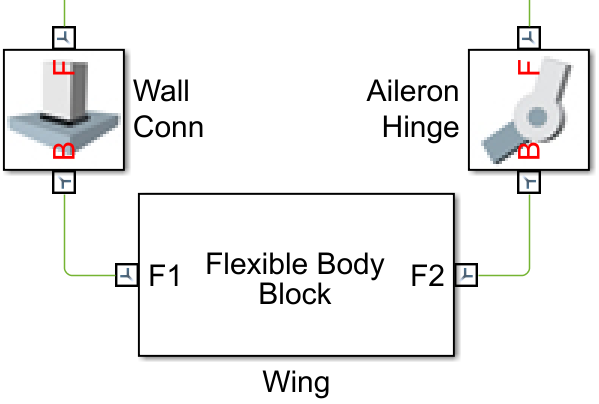 F
Wall
Conn
B
Aileron
Hinge
F
B
F1
Flexible Body
Block
F2
Wing